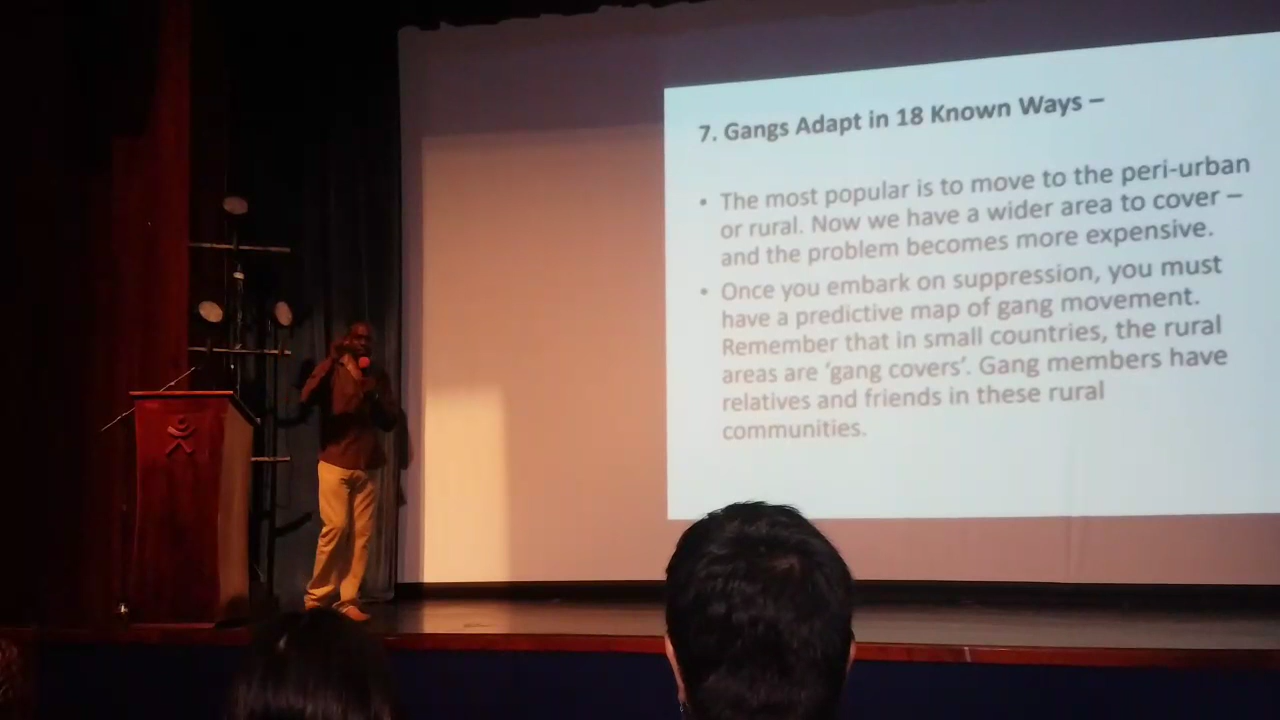 7. Gangs Adapt in 18 Known Ways –
• The most popular is to move to the peri-urban
or rural. Now we have a wider area to cover –
and the problem becomes more expensive.
• Once you embark on suppression, you must
have a predictive map of gang movement.
Remember that in small countries, the rural
areas are ‘gang covers’. Gang members have
relatives and friends in these rural
communities.